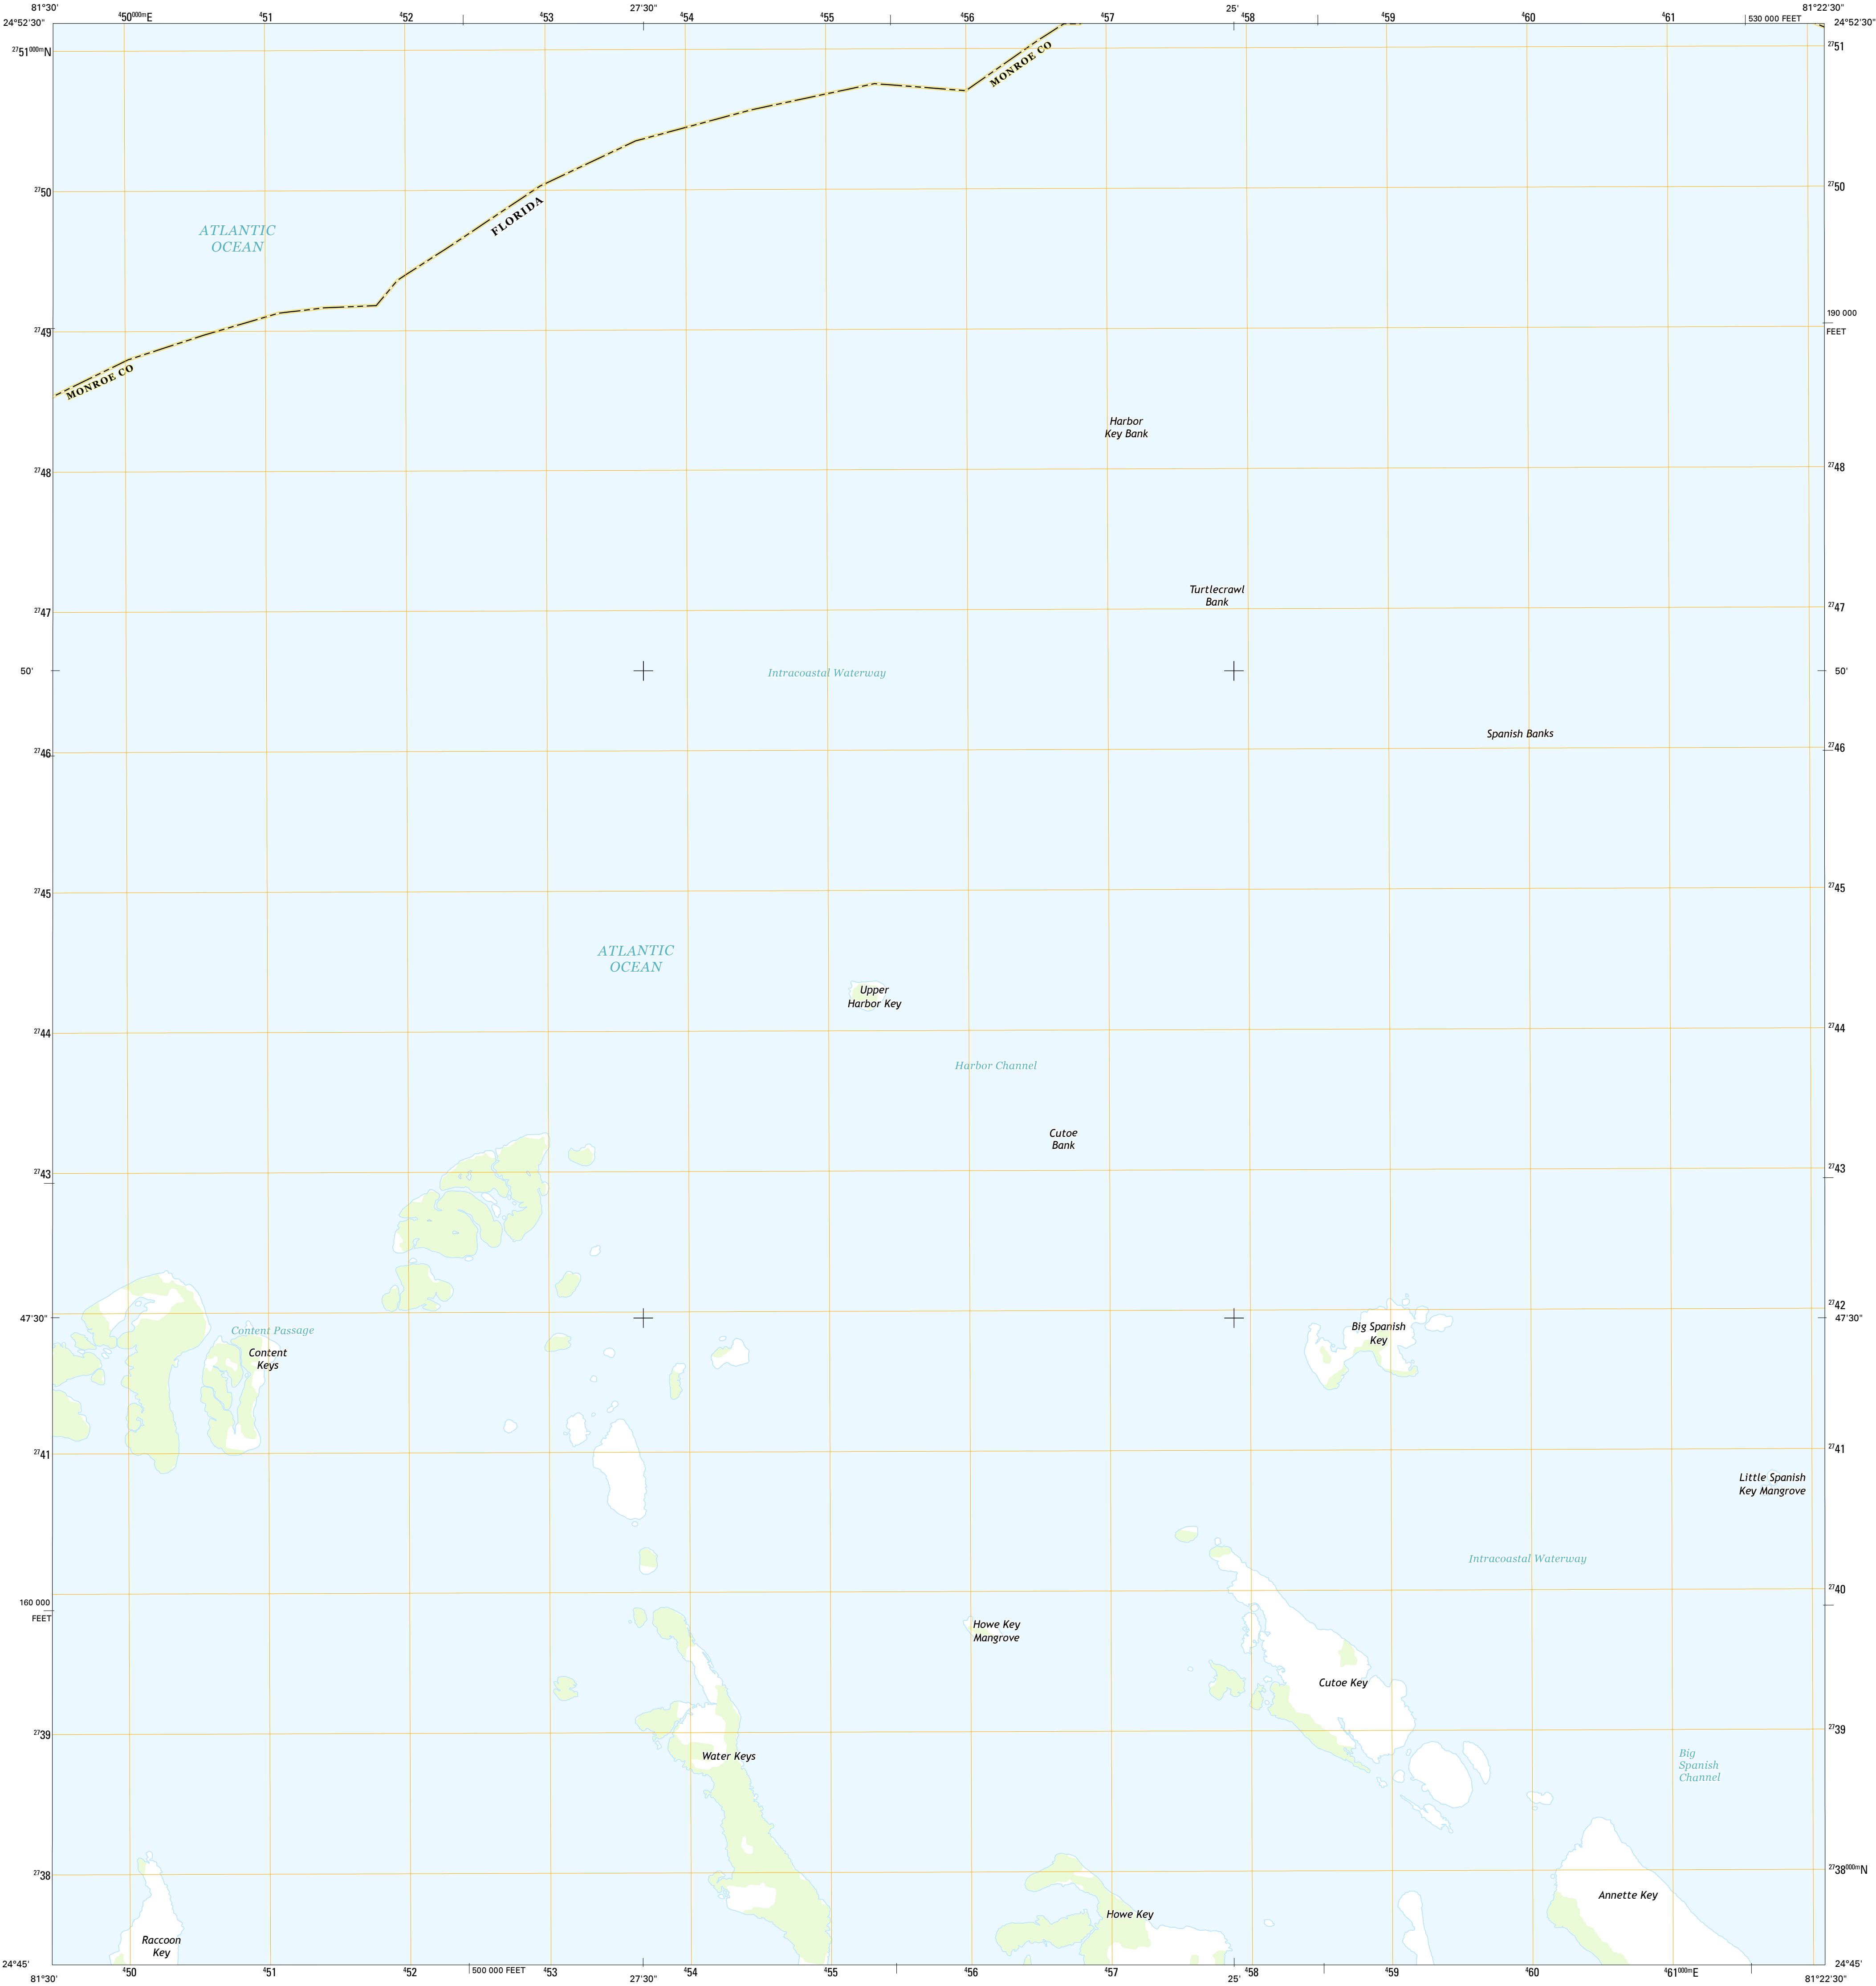 81°30'
⁴50⁰⁰⁰ᵐE
⁴51
⁴52
⁴53
27'30"
⁴54
⁴55
⁴56
⁴57
25'
⁴58
⁴59
⁴60
⁴61
530 000 FEET
81°22'30"
24°52'30"
24°52'30"
²⁷51⁰⁰⁰ᵐN
²⁷51
MONROE CO
²⁷50
²⁷50
FLORIDA
ATLANTIC
OCEAN
190 000
FEET
²⁷49
MONROE CO
Harbor
Key Bank
²⁷48
²⁷48
Turtlecrawl
Bank
²⁷47
²⁷47
50'
Intracoastal Waterway
50'
Spanish Banks
²⁷46
²⁷46
²⁷45
²⁷45
ATLANTIC
OCEAN
Upper
Harbor Key
²⁷44
²⁷44
Harbor Channel
Cutoe
Bank
²⁷43
²⁷43
²⁷42
47'30"
47'30"
Content Passage
Content
Keys
Big Spanish
Key
²⁷41
²⁷41
Little Spanish
Key Mangrove
Intracoastal Waterway
²⁷40
160 000
FEET
Howe Key
Mangrove
Cutoe Key
²⁷39
²⁷39
Water Keys
Big
Spanish
Channel
²⁷38
²⁷38⁰⁰⁰ᵐN
Annette Key
Howe Key
Raccoon
Key
24°45'
24°45'
81°30'
⁴50
⁴51
⁴52
500 000 FEET
⁴53
27'30"
⁴54
⁴55
⁴56
⁴57
25'
⁴58
⁴59
⁴60
⁴61⁰⁰⁰ᵐE
81°22'30"